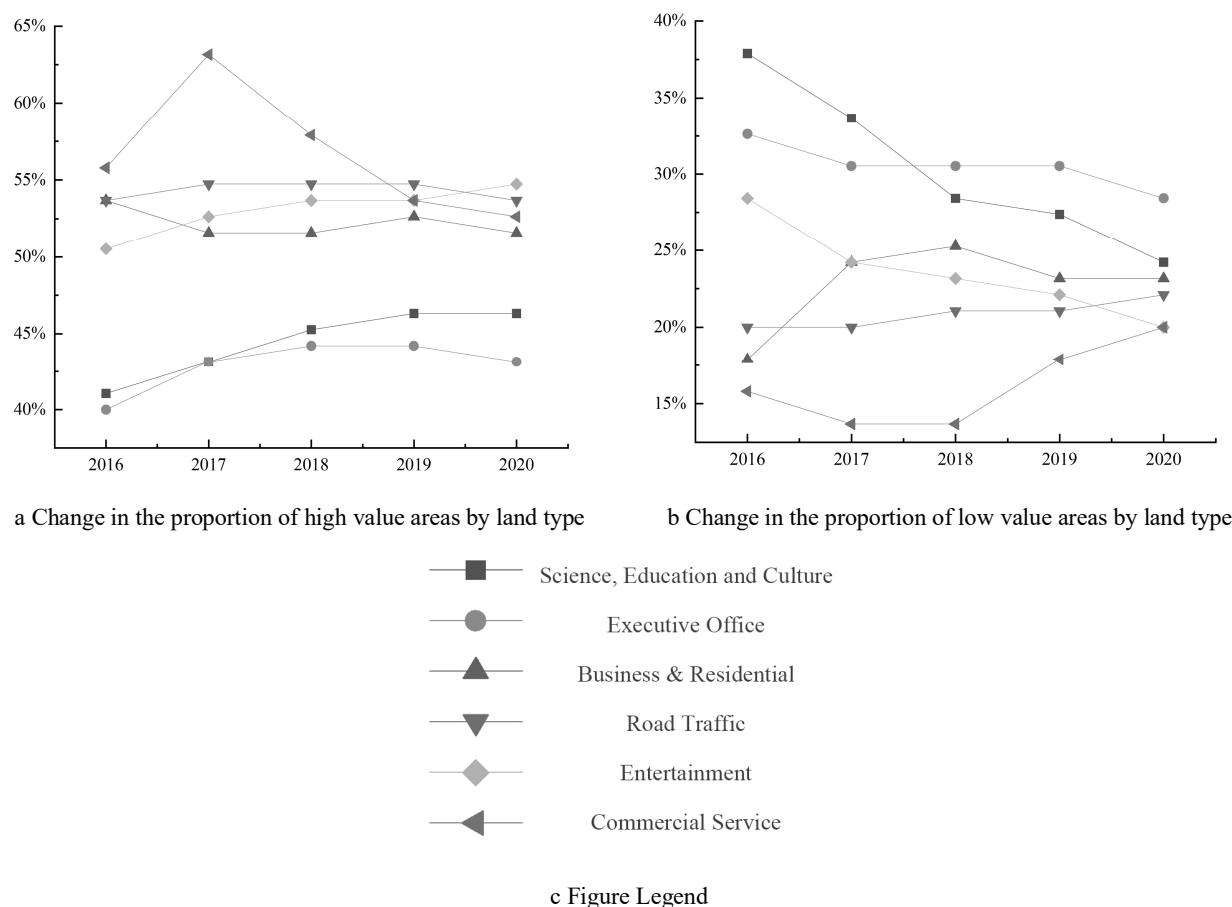 65%
60%
55%
50%
45%
40%
2016 2017 2018 2019 2020
a Change in the proportion of high value areas by land type
40%
35%
30%
25%
20%
15%
2016 2017 2018 2019 2020
b Change in the proportion of low value areas by land type
Science, Education and Culture
Executive Office
Business & Residential
Road Traffic
Entertainment
Commercial Service
c Figure Legend